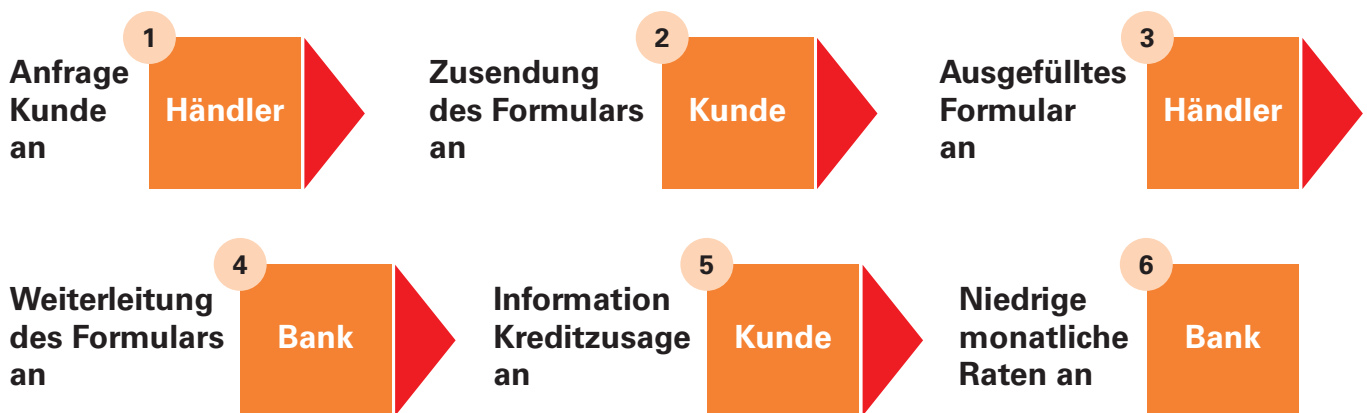 1
Anfrage
Kunde
an
Händler
2
Zusendung
des Formulars
an
Kunde
3
Ausgefülltes
Formular
an
Händler
4
Weiterleitung
des Formulars
an
Bank
5
Information
Kreditzusage
an
Kunde
6
Niedrige
monatliche
Raten an
Bank